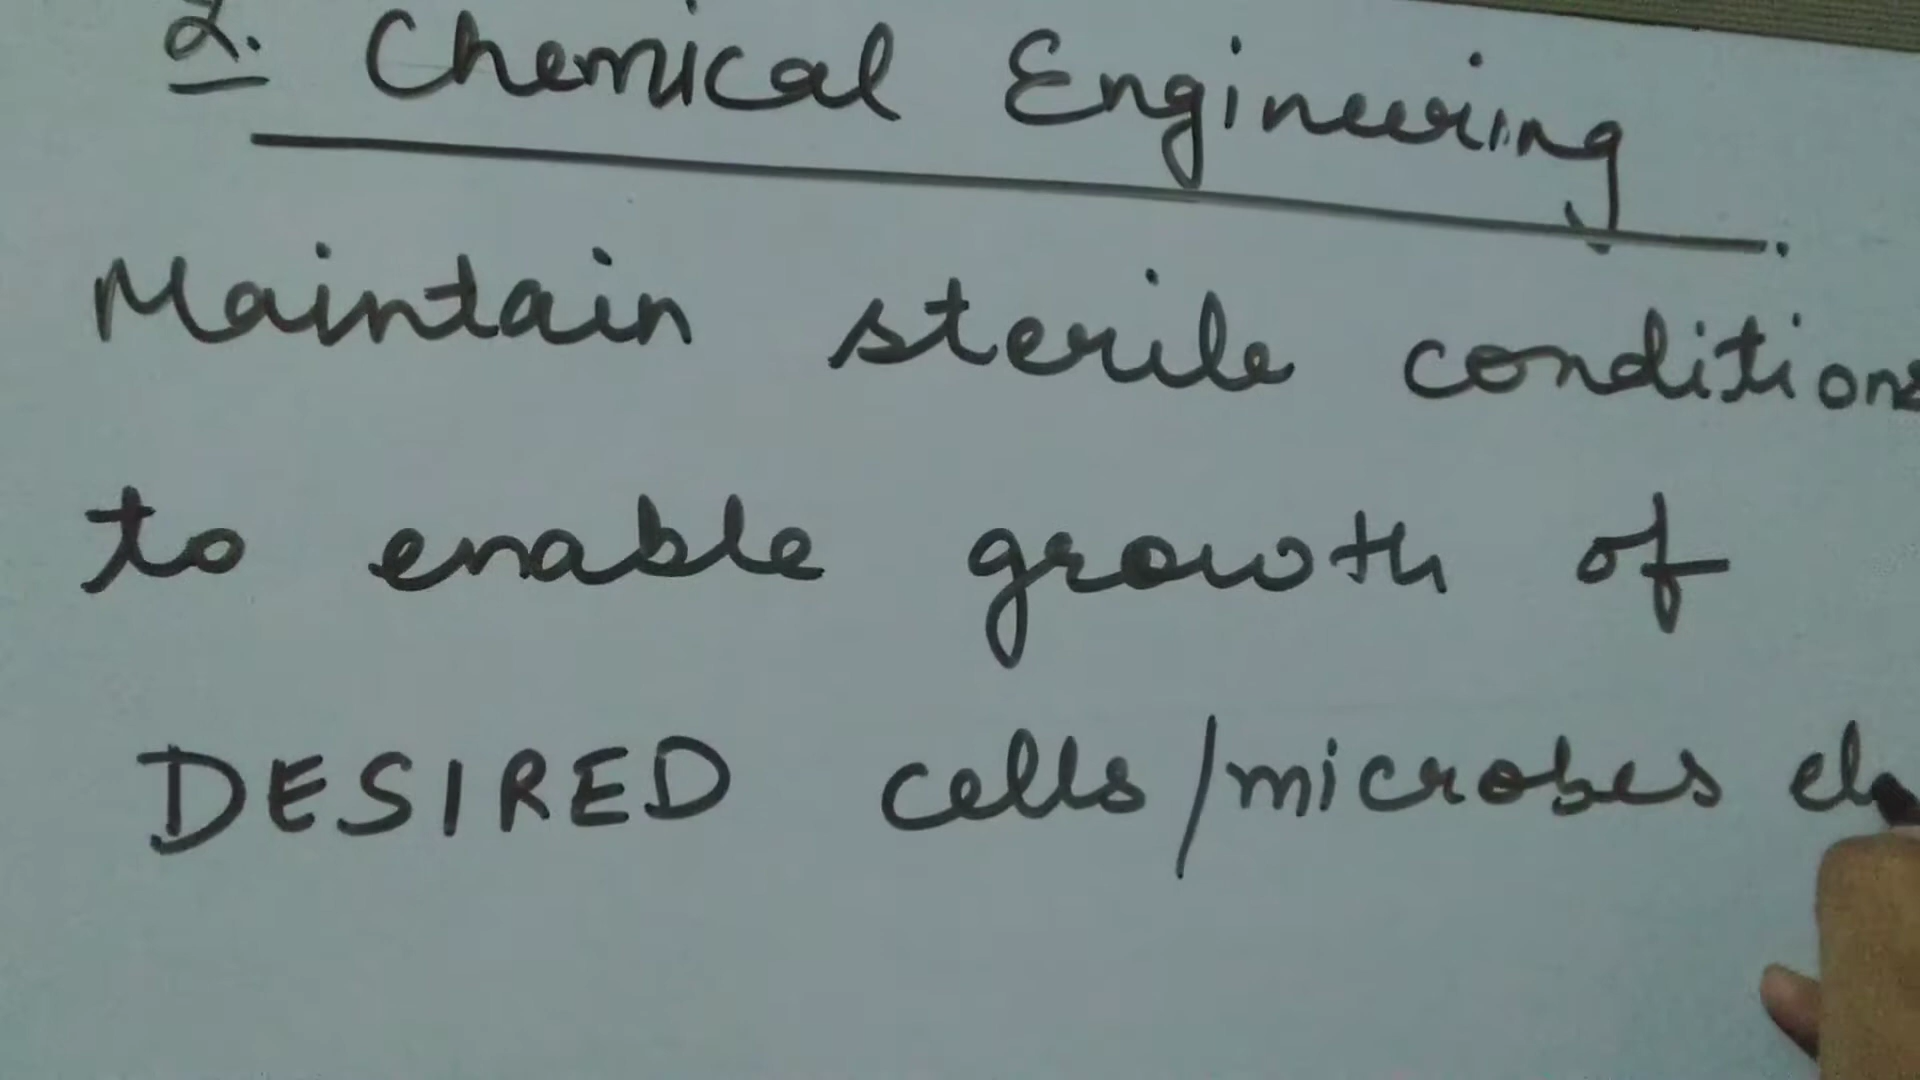 2. Chemical Engineering
Maintain sterile conditions
to enable growth of
DESIRED cells/microbes